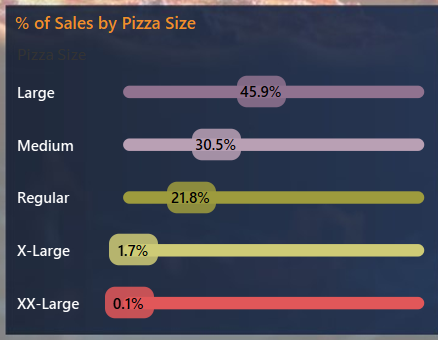 % of Sales by Pizza Size
Pizza Size
Large 45.9%
Medium 30.5%
Regular 21.8%
X-Large 1.7%
XX-Large 0.1%